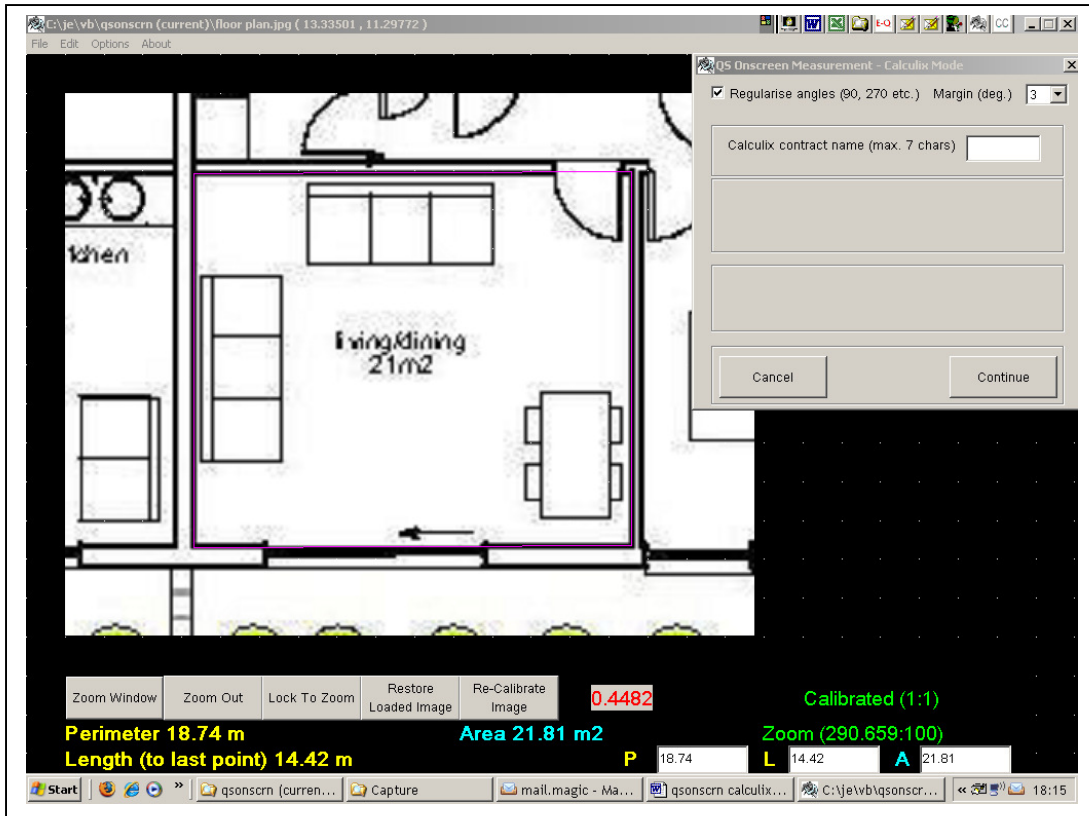 C:\je\vb\qsonscrn (current)\floor plan.jpg ( 13.33501 , 11.29772 )
E-Q
CC
File Edit Options About
QS Onscreen Measurement - Calculix Mode
Regularise angles (90, 270 etc.) Margin (deg.) 3
Calculix contract name (max. 7 chars)
Cancel Continue
living/dining
21m2
Zoom Window Zoom Out Lock To Zoom Restore Loaded Image Re-Calibrate Image 0.4482 Calibrated (1:1)
Perimeter 18.74 m Area 21.81 m2 Zoom (290.659:100)
Length (to last point) 14.42 m P 18.74 L 14.42 A 21.81
Start qsonscrn (curren... Capture mail.magic - Ma... qsonscrn calculix... C:\je\vb\qsonscr... 18:15